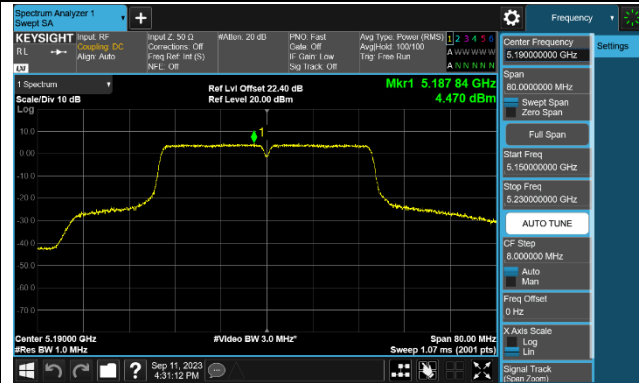 Spectrum Analyzer 1
Swept SA
Frequency
KEYSIGHT
RL
LXI
Input: RF
Coupling: DC
Align: Auto
Input Z: 50 Ω
Corrections: Off
Freq Ref: Int (S)
NFE: Off
#Atten: 20 dB
PNO: Fast
Gate: Off
IF Gain: Low
Sig Track: Off
Avg Type: Power (RMS)
Avg|Hold: 100/100
Trig: Free Run
1 2 3 4 5 6
A W W W W W
A N N N N N
1 Spectrum
Scale/Div 10 dB
Log
Ref Lvl Offset 22.40 dB
Ref Level 20.00 dBm
Mkr1 5.187 84 GHz
4.470 dBm
10.0
0.00
-10.0
-20.0
-30.0
-40.0
-50.0
-60.0
-70.0
1
Center 5.19000 GHz
#Res BW 1.0 MHz
#Video BW 3.0 MHz*
Span 80.00 MHz
Sweep 1.07 ms (2001 pts)
Sep 11, 2023
4:31:12 PM
Center Frequency
5.190000000 GHz
Settings
Span
80.0000000 MHz
Swept Span
Zero Span
Full Span
Start Freq
5.150000000 GHz
Stop Freq
5.230000000 GHz
AUTO TUNE
CF Step
8.000000 MHz
Auto
Man
Freq Offset
0 Hz
X Axis Scale
Log
Lin
Signal Track
(Span Zoom)